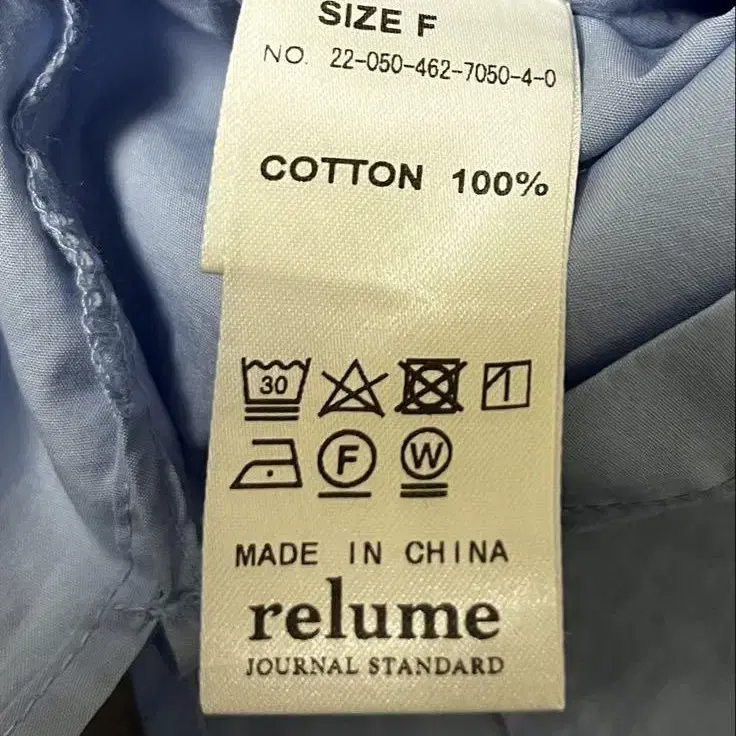 SIZE F
NO. 22-050-462-7050-4-0
COTTON 100%
30
F W
MADE IN CHINA
relume
JOURNAL STANDARD